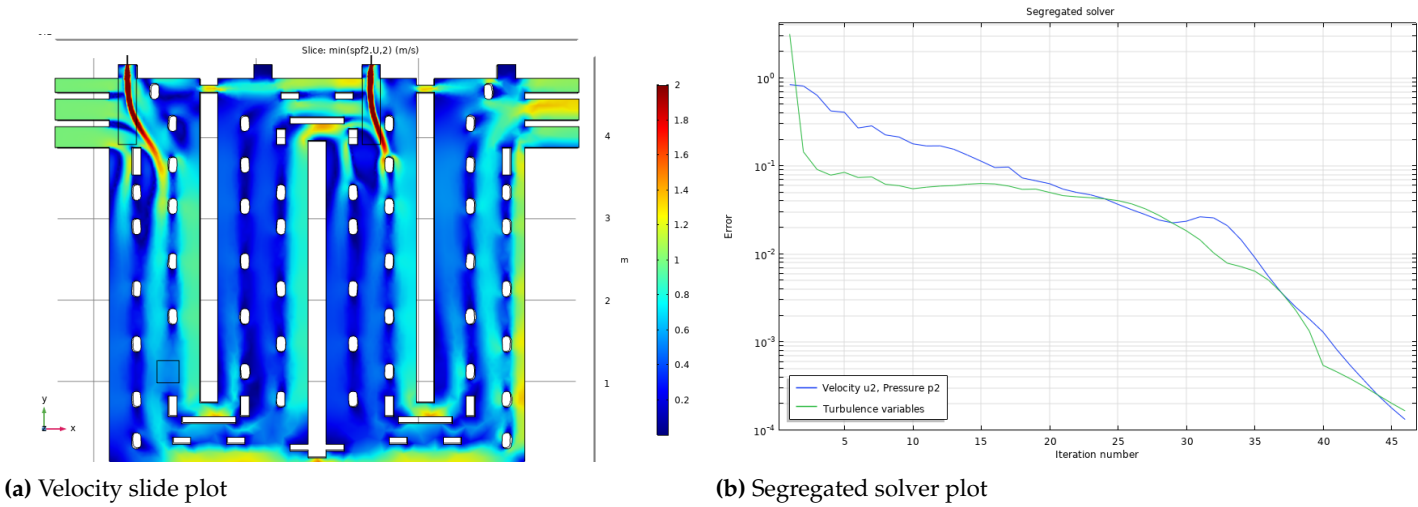 Slice: min(spf2.U,2) (m/s)
2
1.8
1.6
1.4
1.2
1
0.8
0.6
0.4
0.2
4
3
m
2
1
y
z
x
(a) Velocity slide plot
Segregated solver
Error
10^0
10^-1
10^-2
10^-3
10^-4
Velocity u2, Pressure p2
Turbulence variables
5 10 15 20 25 30 35 40 45
Iteration number
(b) Segregated solver plot